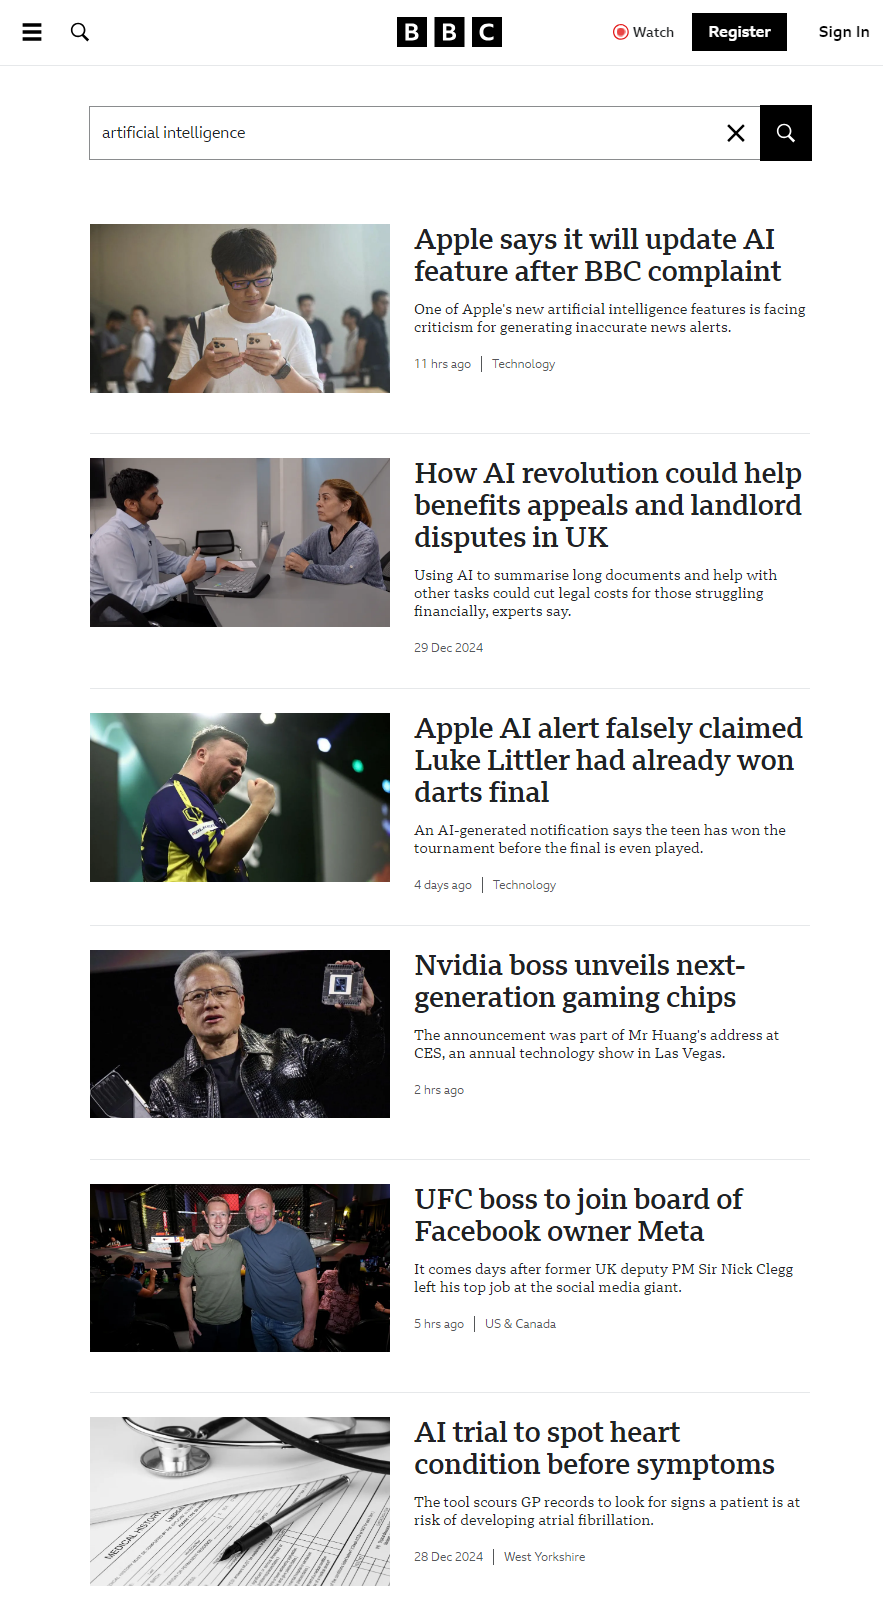 BBC
Watch
Register
Sign In
artificial intelligence
Apple says it will update AI
feature after BBC complaint
One of Apple's new artificial intelligence features is facing
criticism for generating inaccurate news alerts.
11 hrs ago | Technology
How AI revolution could help
benefits appeals and landlord
disputes in UK
Using AI to summarise long documents and help with
other tasks could cut legal costs for those struggling
financially, experts say.
29 Dec 2024
Apple AI alert falsely claimed
Luke Littler had already won
darts final
An AI-generated notification says the teen has won the
tournament before the final is even played.
4 days ago | Technology
Nvidia boss unveils next-
generation gaming chips
The announcement was part of Mr Huang's address at
CES, an annual technology show in Las Vegas.
2 hrs ago
UFC boss to join board of
Facebook owner Meta
It comes days after former UK deputy PM Sir Nick Clegg
left his top job at the social media giant.
5 hrs ago | US & Canada
MEDICAL HISTORY
AI trial to spot heart
condition before symptoms
The tool scours GP records to look for signs a patient is at
risk of developing atrial fibrillation.
28 Dec 2024 | West Yorkshire